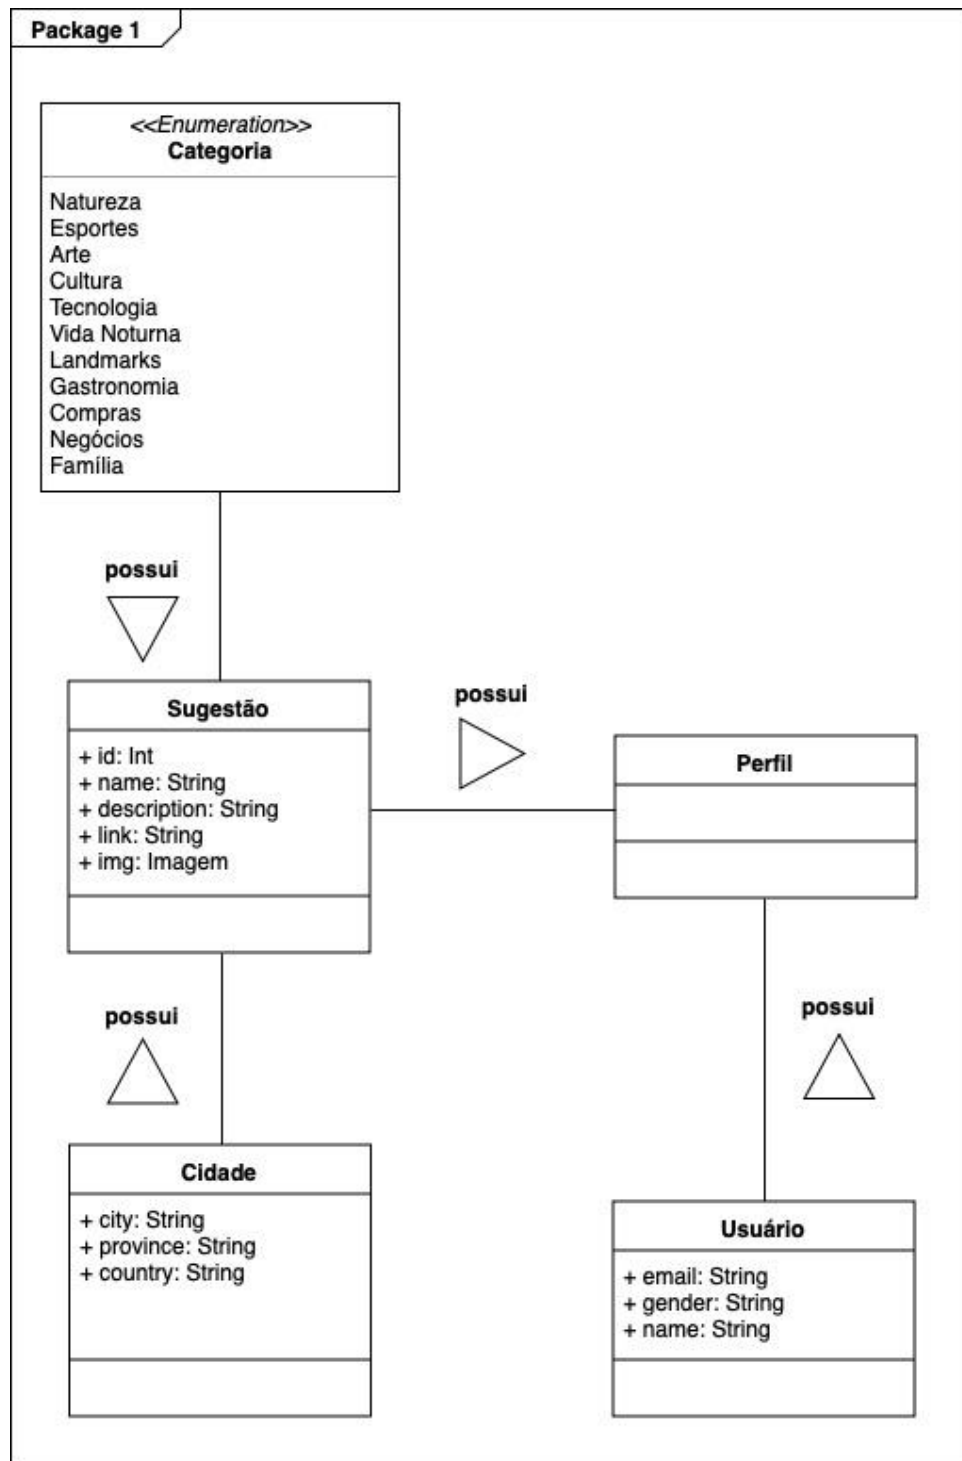 Package 1
<<Enumeration>>
Categoria
Natureza
Esportes
Arte
Cultura
Tecnologia
Vida Noturna
Landmarks
Gastronomia
Compras
Negócios
Família
possui
Sugestão
+ id: Int
+ name: String
+ description: String
+ link: String
+ img: Imagem
possui
Perfil
possui
Cidade
+ city: String
+ province: String
+ country: String
possui
Usuário
+ email: String
+ gender: String
+ name: String